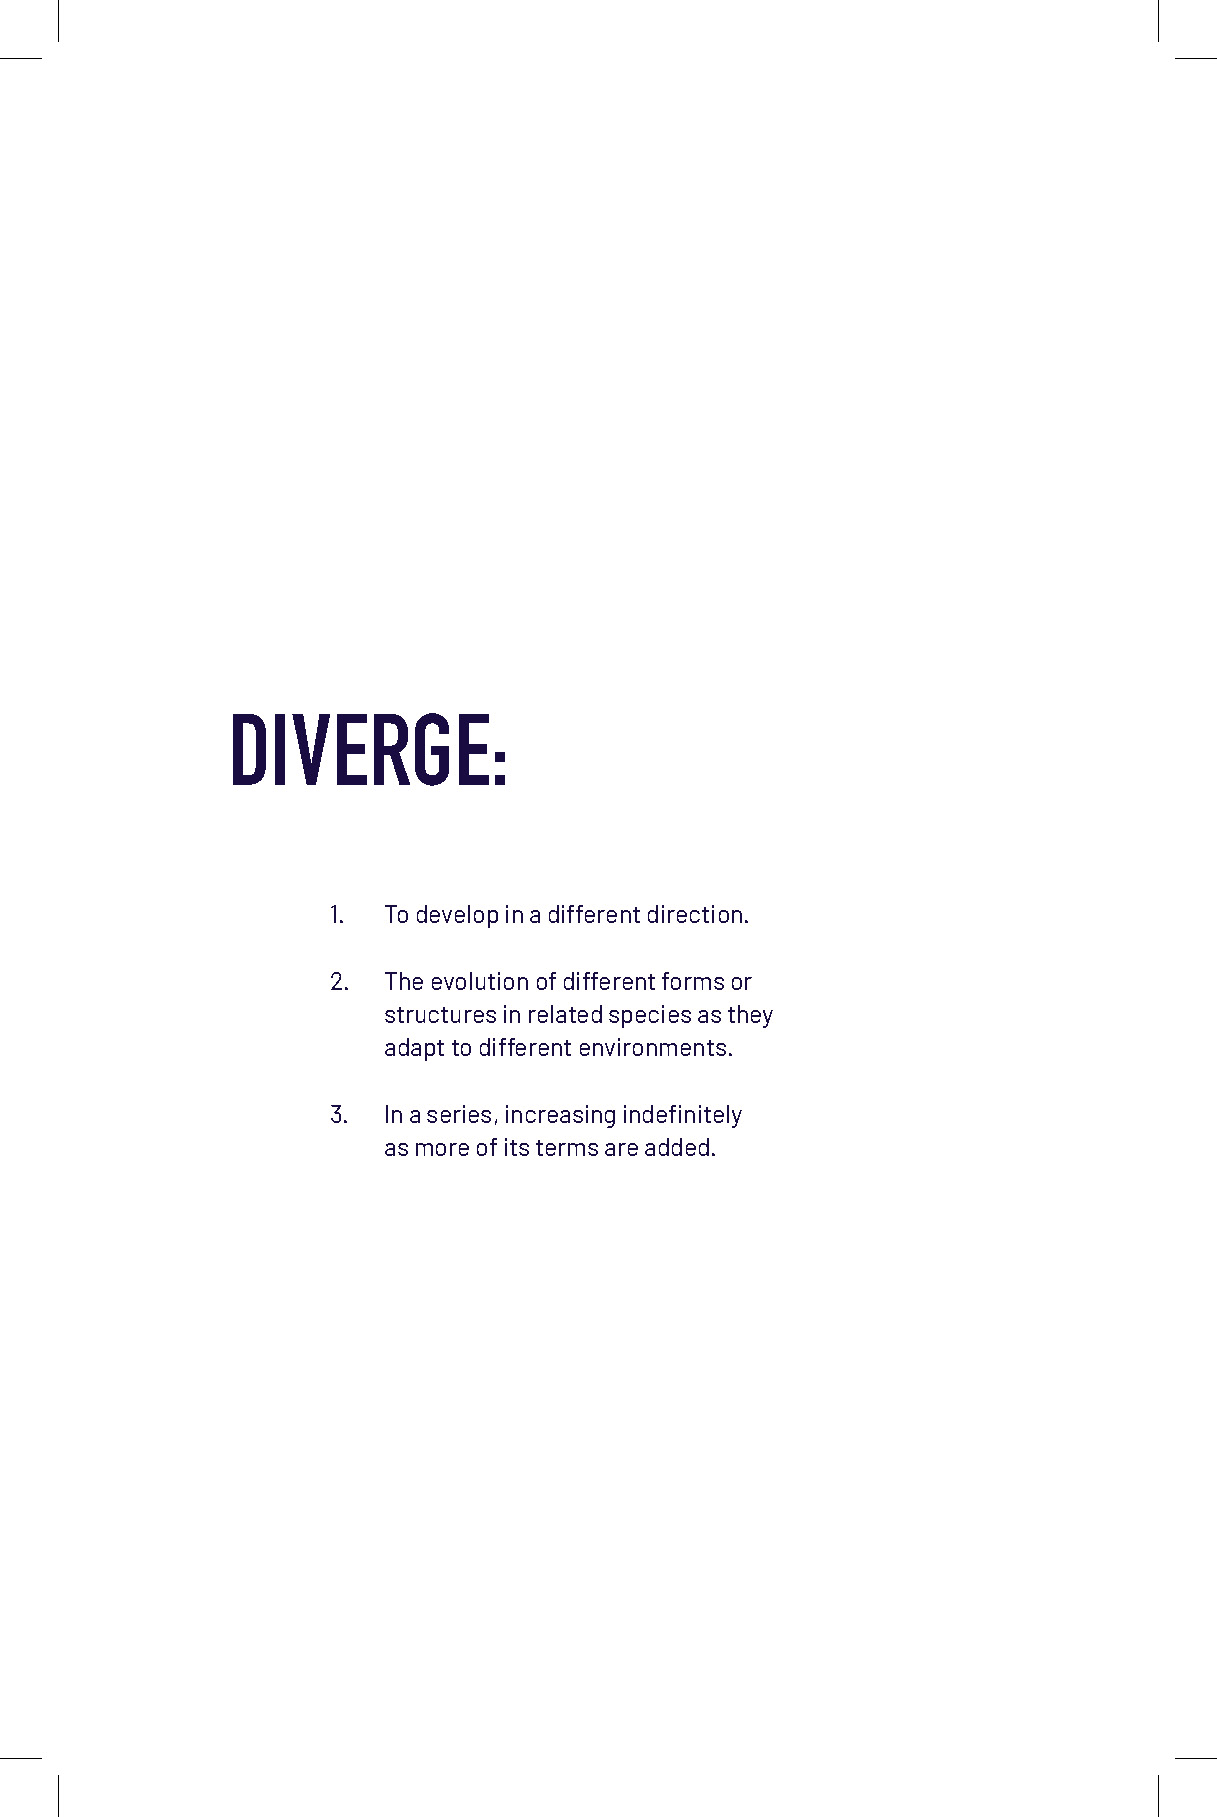 DIVERGE:
1. To develop in a different direction.
2. The evolution of different forms or
structures in related species as they
adapt to different environments.
3. In a series, increasing indefinitely
as more of its terms are added.